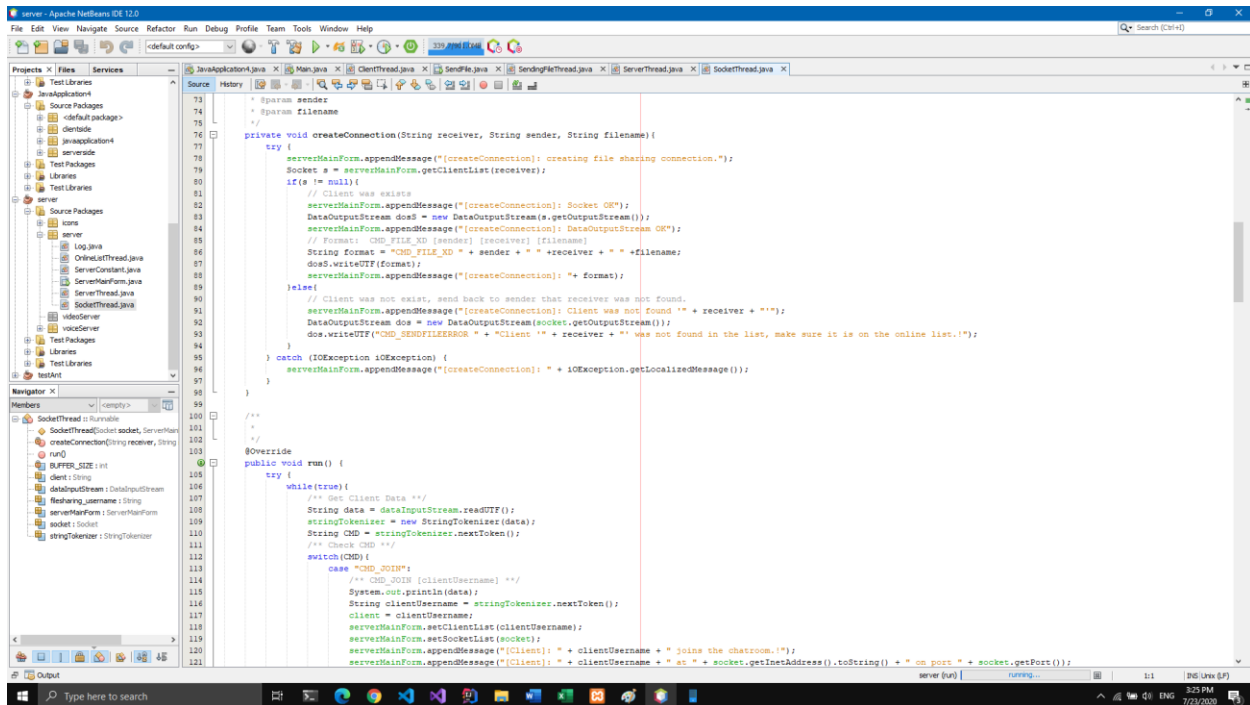 server - Apache NetBeans IDE 12.0
File Edit View Navigate Source Refactor Run Debug Profile Team Tools Window Help
Search (Ctrl+I)
<default config>
Projects Files Services
JavaApplication4.java Main.java ClientThread.java SendFile.java SendingFileThread.java ServerThread.java SocketThread.java
Source History
Test Libraries
JavaApplication4
Source Packages
<default package>
clientside
javaapplication4
serverside
Test Packages
Libraries
Test Libraries
server
Source Packages
icons
server
Log.java
OnlineListThread.java
ServerConstant.java
ServerMainForm.java
ServerThread.java
SocketThread.java
videoServer
voiceServer
Test Packages
Libraries
Test Libraries
testAnt
Navigator
Members <empty>
SocketThread :: Runnable
SocketThread(Socket socket, ServerMain
createConnection(String receiver, String
run()
BUFFER_SIZE : int
client : String
dataInputStream : DataInputStream
filesharing_username : String
serverMainForm : ServerMainForm
socket : Socket
stringTokenizer : StringTokenizer
73 * @param sender
74 * @param filename
75 */
76 private void createConnection(String receiver, String sender, String filename){
77 try {
78 serverMainForm.appendMessage("[createConnection]: creating file sharing connection.");
79 Socket s = serverMainForm.getClientList(receiver);
80 if(s != null){
81 // Client was exists
82 serverMainForm.appendMessage("[createConnection]: Socket OK");
83 DataOutputStream dosS = new DataOutputStream(s.getOutputStream());
84 serverMainForm.appendMessage("[createConnection]: DataOutputStream OK");
85 // Format: CMD_FILE_XD [sender] [receiver] [filename]
86 String format = "CMD_FILE_XD " + sender + " " +receiver + " " +filename;
87 dosS.writeUTF(format);
88 serverMainForm.appendMessage("[createConnection]: "+ format);
89 }else{
90 // Client was not exist, send back to sender that receiver was not found.
91 serverMainForm.appendMessage("[createConnection]: Client was not found '" + receiver + "'");
92 DataOutputStream dos = new DataOutputStream(socket.getOutputStream());
93 dos.writeUTF("CMD_SENDFILEERROR " + "Client '" + receiver + "' was not found in the list, make sure it is on the online list.!");
94 }
95 } catch (IOException iOException) {
96 serverMainForm.appendMessage("[createConnection]: " + iOException.getLocalizedMessage());
97 }
98 }
99
100 /**
101 *
102 */
103 @Override
public void run() {
105 try {
106 while(true){
107 /** Get Client Data **/
108 String data = dataInputStream.readUTF();
109 stringTokenizer = new StringTokenizer(data);
110 String CMD = stringTokenizer.nextToken();
111 /** Check CMD **/
112 switch(CMD){
113 case "CMD_JOIN":
114 /** CMD_JOIN [clientUsername] **/
115 System.out.println(data);
116 String clientUsername = stringTokenizer.nextToken();
117 client = clientUsername;
118 serverMainForm.setClientList(clientUsername);
119 serverMainForm.setSocketList(socket);
120 serverMainForm.appendMessage("[Client]: " + clientUsername + " joins the chatroom.!");
121 serverMainForm.appendMessage("[Client]: " + clientUsername + " at " + socket.getInetAddress().toString() + " on port " + socket.getPort());
Output
server (run) running... 1:1 INS Unix (LF)
Type here to search
ENG 3:25 PM
7/23/2020